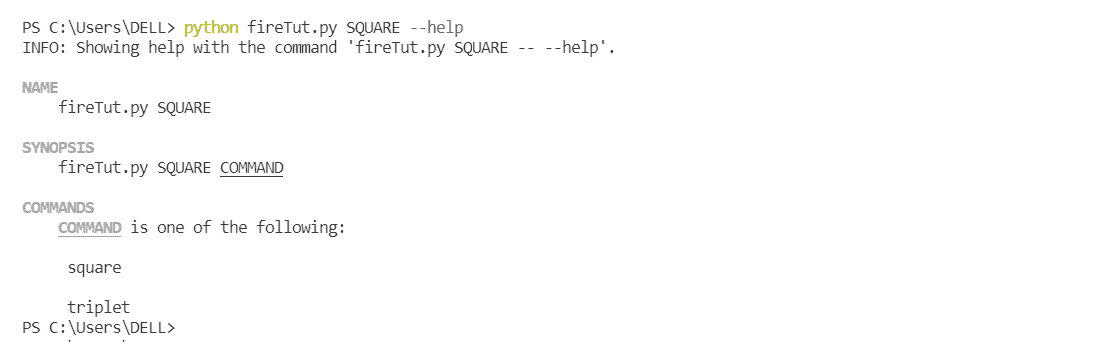 PS C:\Users\DELL> python fireTut.py SQUARE --help
INFO: Showing help with the command 'fireTut.py SQUARE -- --help'.
NAME
fireTut.py SQUARE
SYNOPSIS
fireTut.py SQUARE COMMAND
COMMANDS
COMMAND is one of the following:
square
triplet
PS C:\Users\DELL>